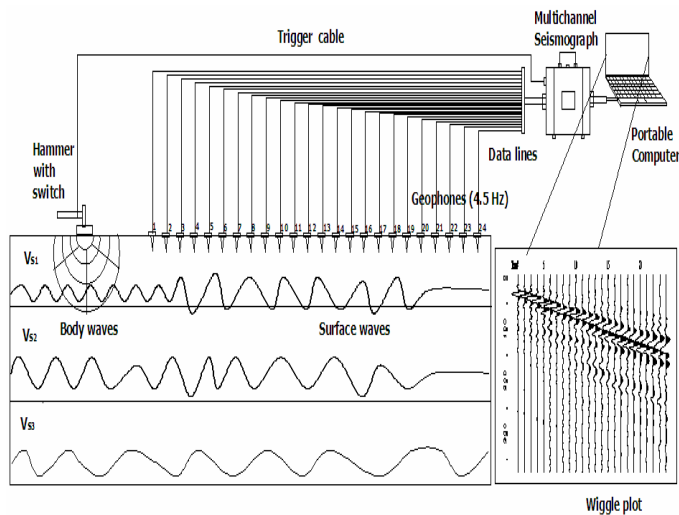 Multichannel
Seismograph
Trigger cable
Portable
Computer
Hammer
with
switch
Data lines
Geophones (4.5 Hz)
1 2 3 4 5 6 7 8 9 10 11 12 13 14 15 16 17 18 19 20 21 22 23 24
VS1
Body waves
Surface waves
VS2
VS3
Wiggle plot